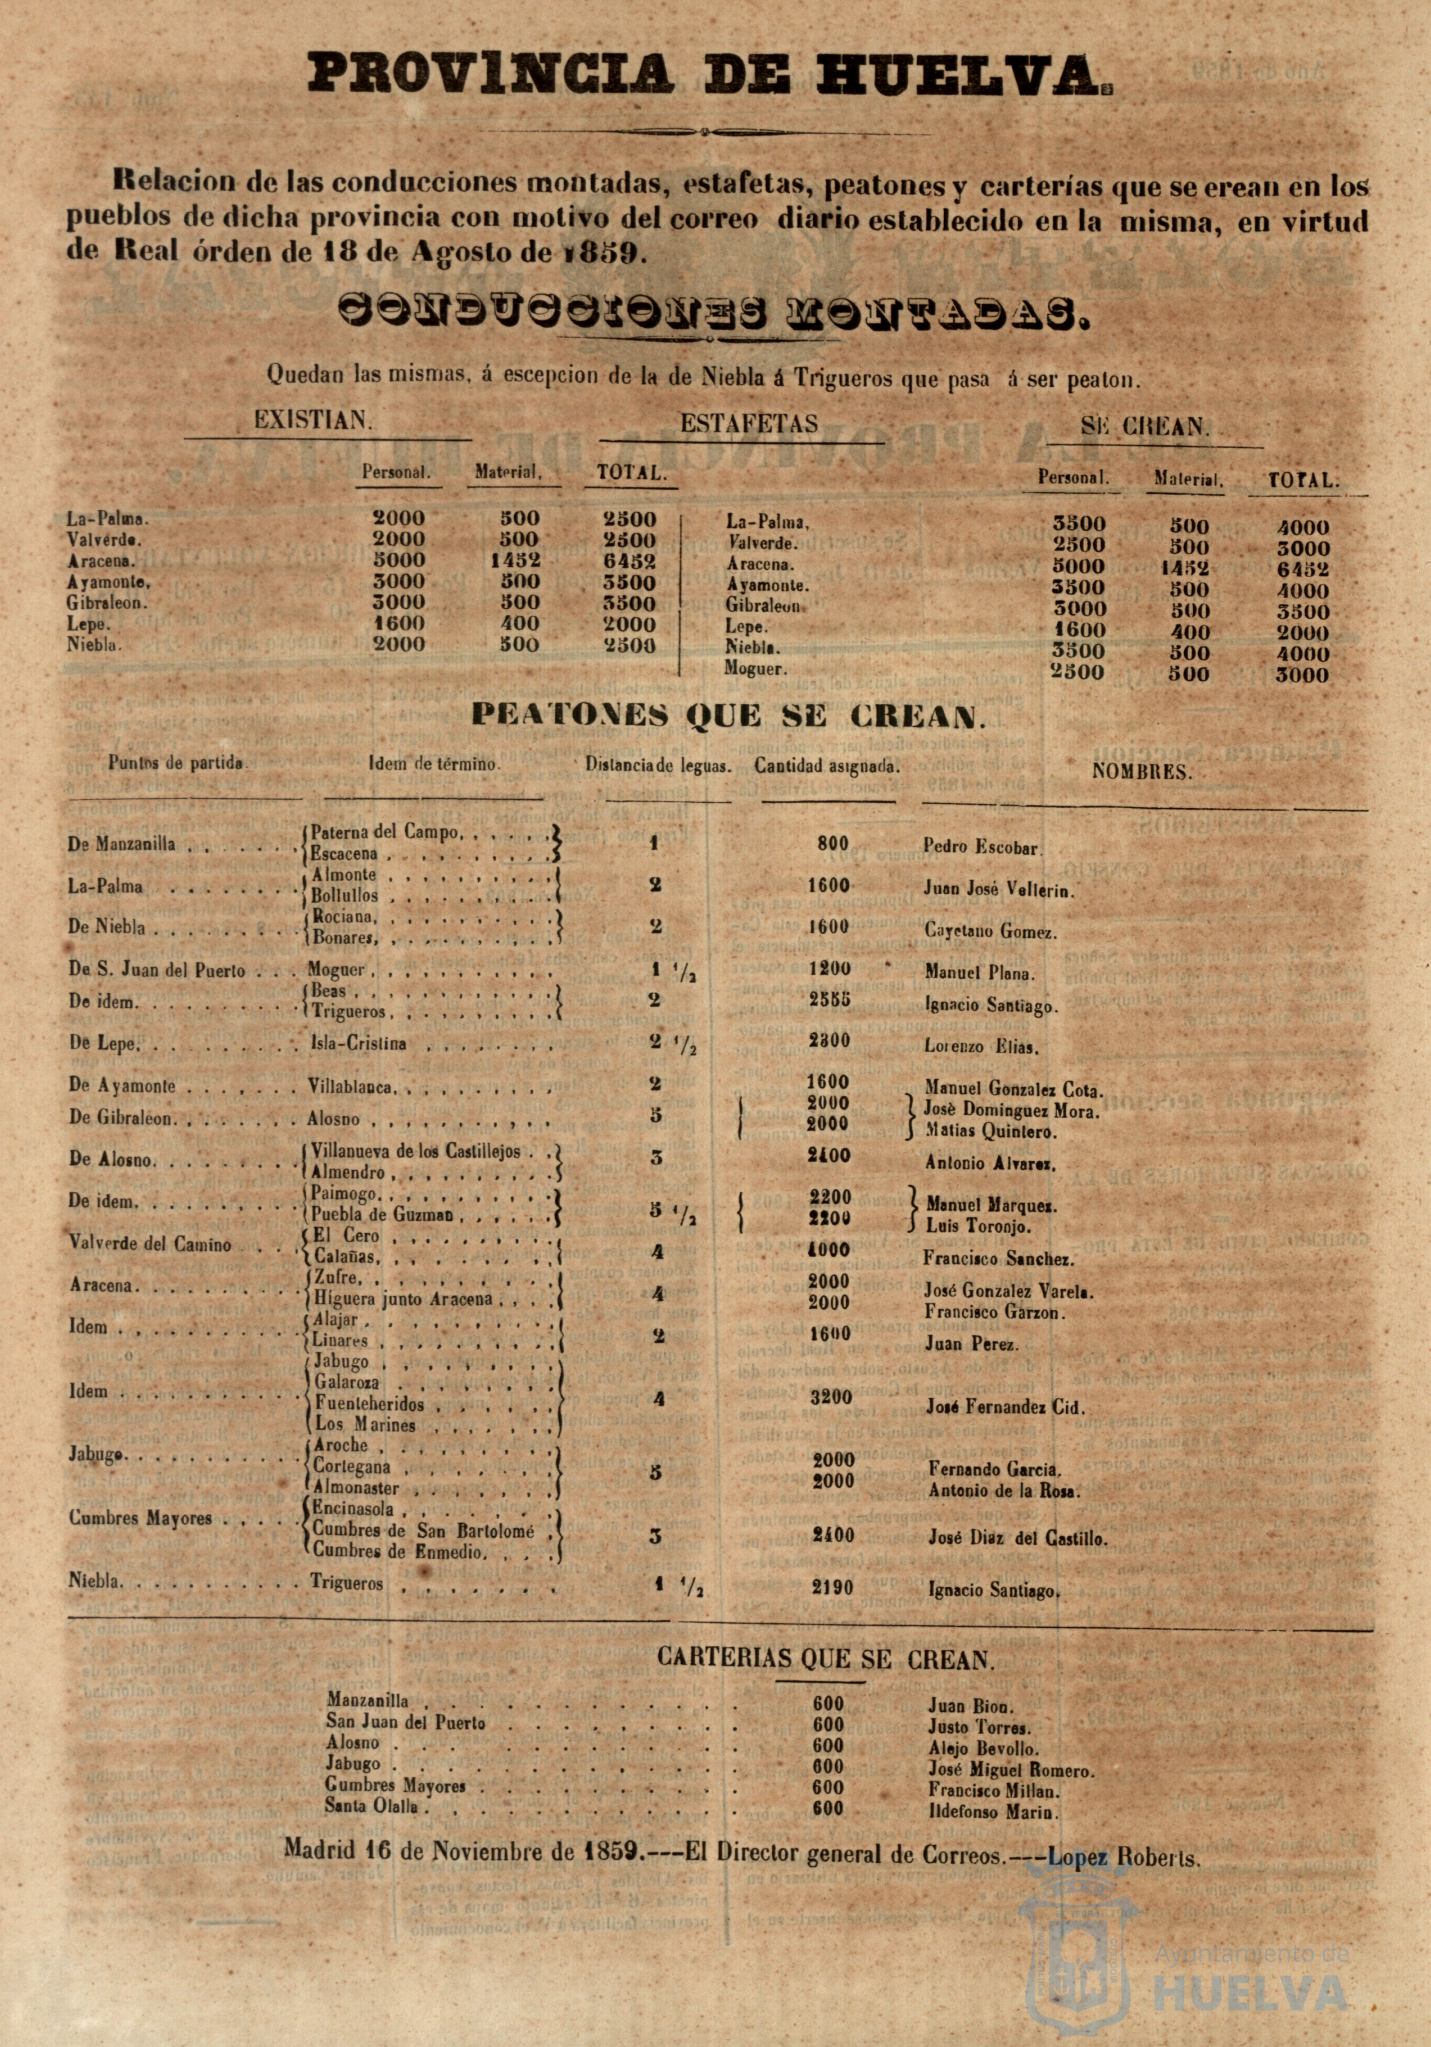 PROVINCIA DE HUELVA.
Relacion de las conducciones montadas, estafetas, peatones y carterías que se erean en los
pueblos de dicha provincia con motivo del correo diario establecido en la misma, en virtud
de Real órden de 18 de Agosto de 1859.
CONDUCCIONES MONTADAS.
Quedan las mismas, á escepcion de la de Niebla á Trigueros que pasa á ser peaton.
EXISTIAN. ESTAFETAS SE CREAN.
Personal. Material. TOTAL. Personal. Material. TOTAL.
La-Palma. 2000 500 2500 La-Palma. 3500 500 4000
Valverde. 2000 500 2500 Valverde. 2500 500 3000
Aracena. 5000 1452 6452 Aracena. 5000 1452 6452
Ayamonte. 3000 500 3500 Ayamonte. 3500 500 4000
Gibraleon. 3000 500 3500 Gibraleon. 3000 500 3500
Lepe. 1600 400 2000 Lepe. 1600 400 2000
Niebla. 2000 500 2500 Niebla. 3500 500 4000
Moguer. 2500 500 3000
PEATONES QUE SE CREAN.
Puntos de partida. Idem de término. Distancia de leguas. Cantidad asignada. NOMBRES.
De Manzanilla Paterna del Campo. 1 800 Pedro Escobar.
Escacena
La-Palma Almonte 2 1600 Juan José Vellerin.
Bollullos
De Niebla Rociana. 2 1600 Cayetano Gomez.
Bonares.
De S. Juan del Puerto Moguer 1 1/2 1200 Manuel Plana.
De idem. Beas 2 2555 Ignacio Santiago.
Trigueros
De Lepe. Isla-Cristina 2 1/2 2300 Lorenzo Elias.
De Ayamonte Villablanca. 2 1600 Manuel Gonzalez Cota.
De Gibraleon. Alosno 5 2000 Josè Dominguez Mora.
2000 Matias Quintero.
De Alosno. Villanueva de los Castillejos 3 2400 Antonio Alvarez.
Almendro
De idem. Paimogo. 5 1/2 2200 Manuel Marquez.
Puebla de Guzman 2200 Luis Toronjo.
Valverde del Camino El Cero 4 4000 Francisco Sanchez.
Calañas.
Aracena. Zufre. 4 2000 José Gonzalez Varela.
Higuera junto Aracena 2000 Francisco Garzon.
Idem Alajar 2 1600 Juan Perez.
Linares
Idem Jabugo 4 3200 José Fernandez Cid.
Galaroza
Fuenteheridos
Los Marines
Jabugo. Aroche 5 2000 Fernando Garcia.
Cortegana 2000 Antonio de la Rosa.
Almonaster
Cumbres Mayores Encinasola 3 2400 José Diaz del Castillo.
Cumbres de San Bartolomé
Cumbres de Enmedio.
Niebla. Trigueros 1 1/2 2190 Ignacio Santiago.
CARTERIAS QUE SE CREAN.
Manzanilla 600 Juan Bion.
San Juan del Puerto 600 Justo Torres.
Alosno 600 Alejo Bevollo.
Jabugo 600 José Miguel Romero.
Cumbres Mayores 600 Francisco Millan.
Santa Olalla 600 Ildefonso Marin.
Madrid 16 de Noviembre de 1859.---El Director general de Correos.---Lopez Roberts.
Ayuntamiento de
HUELVA